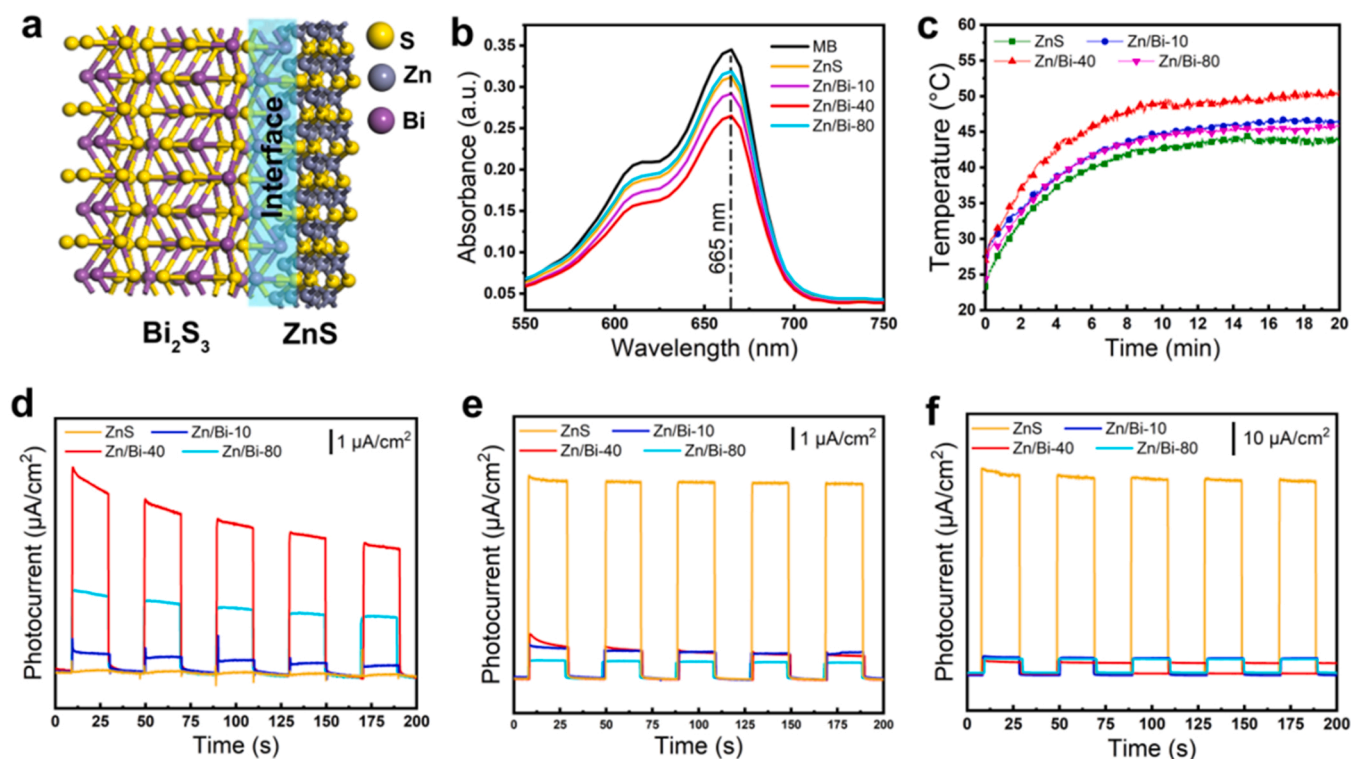 a
S
Zn
Bi
Interface
Bi₂S₃
ZnS
b
Absorbance (a.u.)
0.35
0.30
0.25
0.20
0.15
0.10
0.05
MB
ZnS
Zn/Bi-10
Zn/Bi-40
Zn/Bi-80
665 nm
550
600
650
700
750
Wavelength (nm)
c
Temperature (°C)
60
55
50
45
40
35
30
25
20
ZnS
Zn/Bi-10
Zn/Bi-40
Zn/Bi-80
0 2 4 6 8 10 12 14 16 18 20
Time (min)
d
Photocurrent (μA/cm²)
ZnS
Zn/Bi-10
Zn/Bi-40
Zn/Bi-80
1 μA/cm²
0 25 50 75 100 125 150 175 200
Time (s)
e
Photocurrent (μA/cm²)
ZnS
Zn/Bi-10
Zn/Bi-40
Zn/Bi-80
1 μA/cm²
0 25 50 75 100 125 150 175 200
Time (s)
f
Photocurrent (μA/cm²)
ZnS
Zn/Bi-10
Zn/Bi-40
Zn/Bi-80
10 μA/cm²
0 25 50 75 100 125 150 175 200
Time (s)